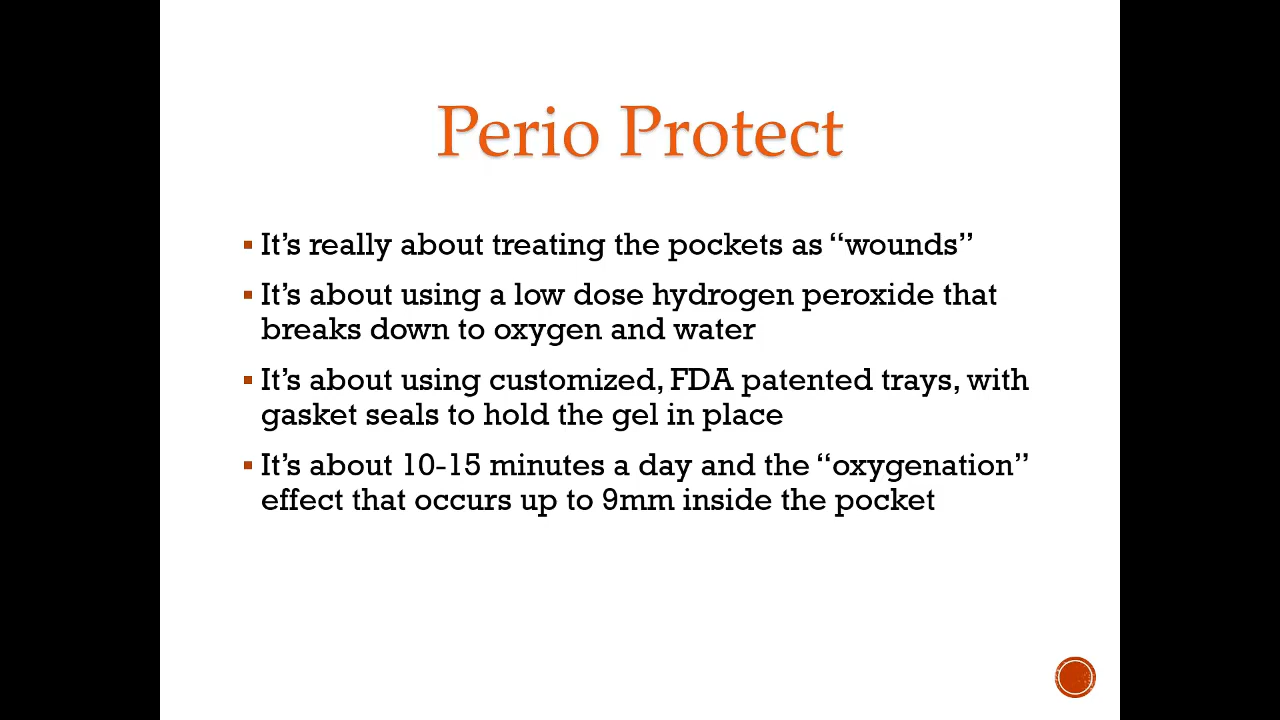 Perio Protect
▪ It’s really about treating the pockets as “wounds”
▪ It’s about using a low dose hydrogen peroxide that
breaks down to oxygen and water
▪ It’s about using customized, FDA patented trays, with
gasket seals to hold the gel in place
▪ It’s about 10-15 minutes a day and the “oxygenation”
effect that occurs up to 9mm inside the pocket